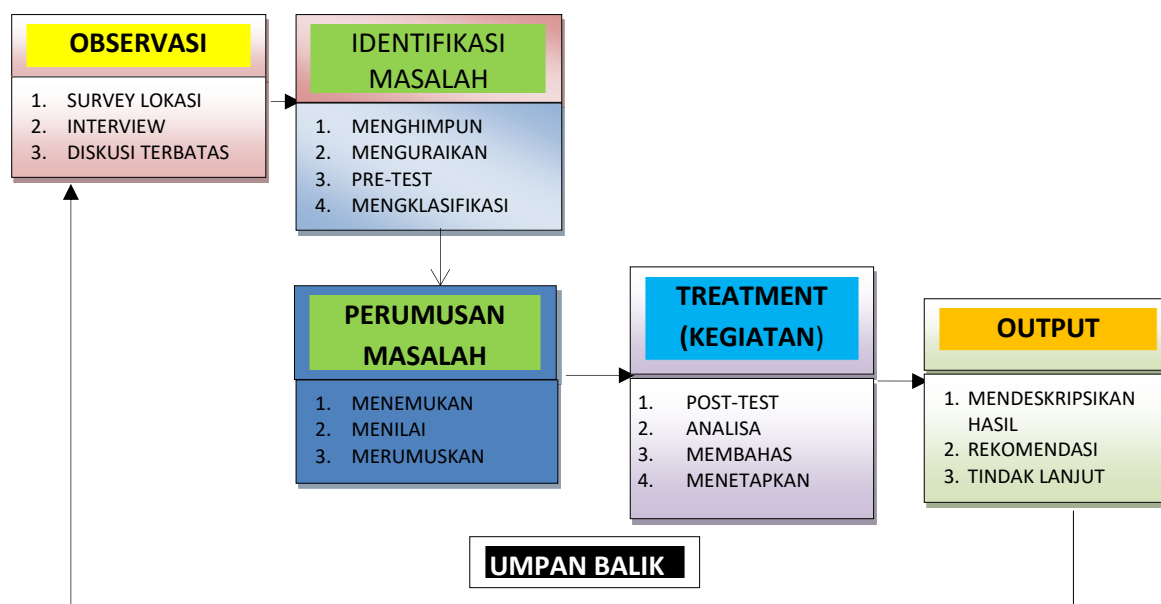 OBSERVASI
1. SURVEY LOKASI
2. INTERVIEW
3. DISKUSI TERBATAS
IDENTIFIKASI
MASALAH
1. MENGHIMPUN
2. MENGURAIKAN
3. PRE-TEST
4. MENGKLASIFIKASI
PERUMUSAN
MASALAH
1. MENEMUKAN
2. MENILAI
3. MERUMUSKAN
TREATMENT
(KEGIATAN)
1. POST-TEST
2. ANALISA
3. MEMBAHAS
4. MENETAPKAN
OUTPUT
1. MENDESKRIPSIKAN
HASIL
2. REKOMENDASI
3. TINDAK LANJUT
UMPAN BALIK